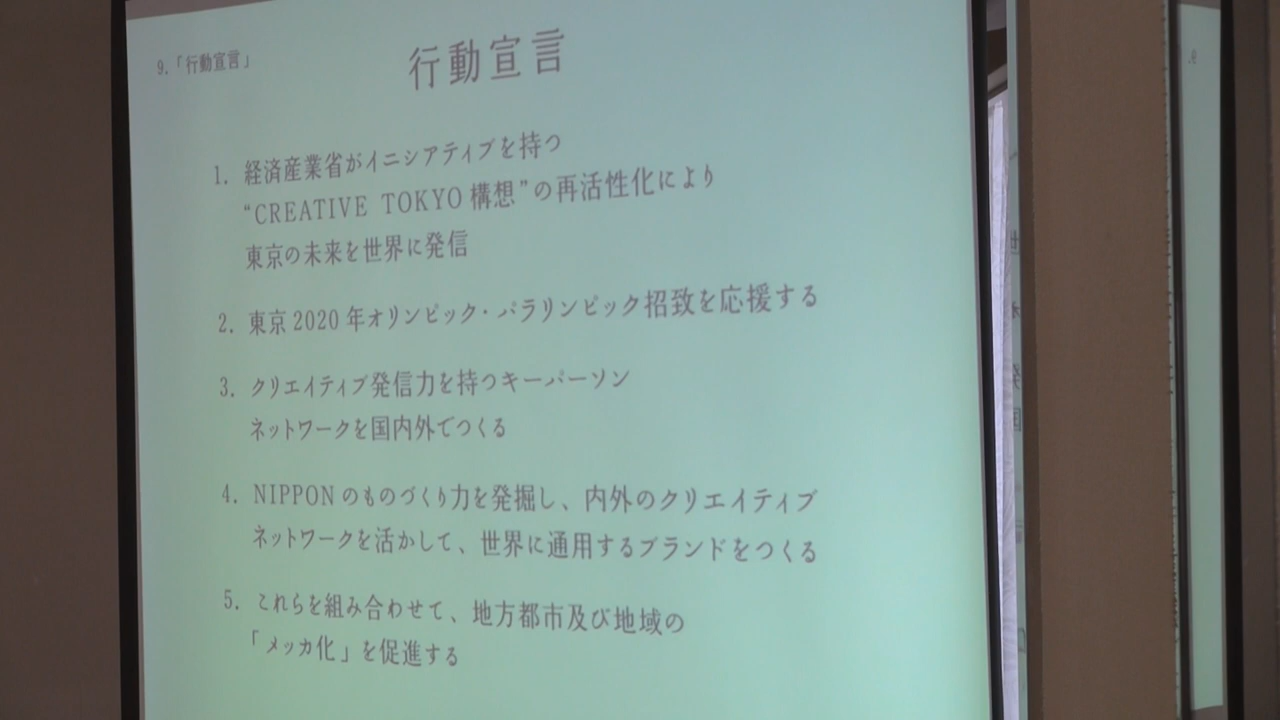 9.「行動宣言」
行動宣言
1. 経済産業省がイニシアティブを持つ
“CREATIVE TOKYO 構想”の再活性化により
東京の未来を世界に発信
2. 東京2020年オリンピック・パラリンピック招致を応援する
3. クリエイティブ発信力を持つキーパーソン
ネットワークを国内外でつくる
4. NIPPONのものづくり力を発掘し、内外のクリエイティブ
ネットワークを活かして、世界に通用するブランドをつくる
5. これらを組み合わせて、地方都市及び地域の
「メッカ化」を促進する